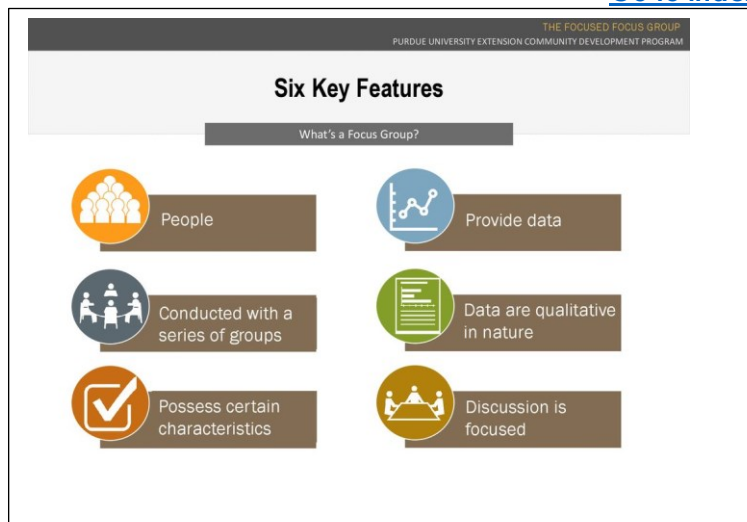 THE FOCUSED FOCUS GROUP
PURDUE UNIVERSITY EXTENSION COMMUNITY DEVELOPMENT PROGRAM
Six Key Features
What's a Focus Group?
People
Conducted with a
series of groups
Possess certain
characteristics
Provide data
Data are qualitative
in nature
Discussion is
focused